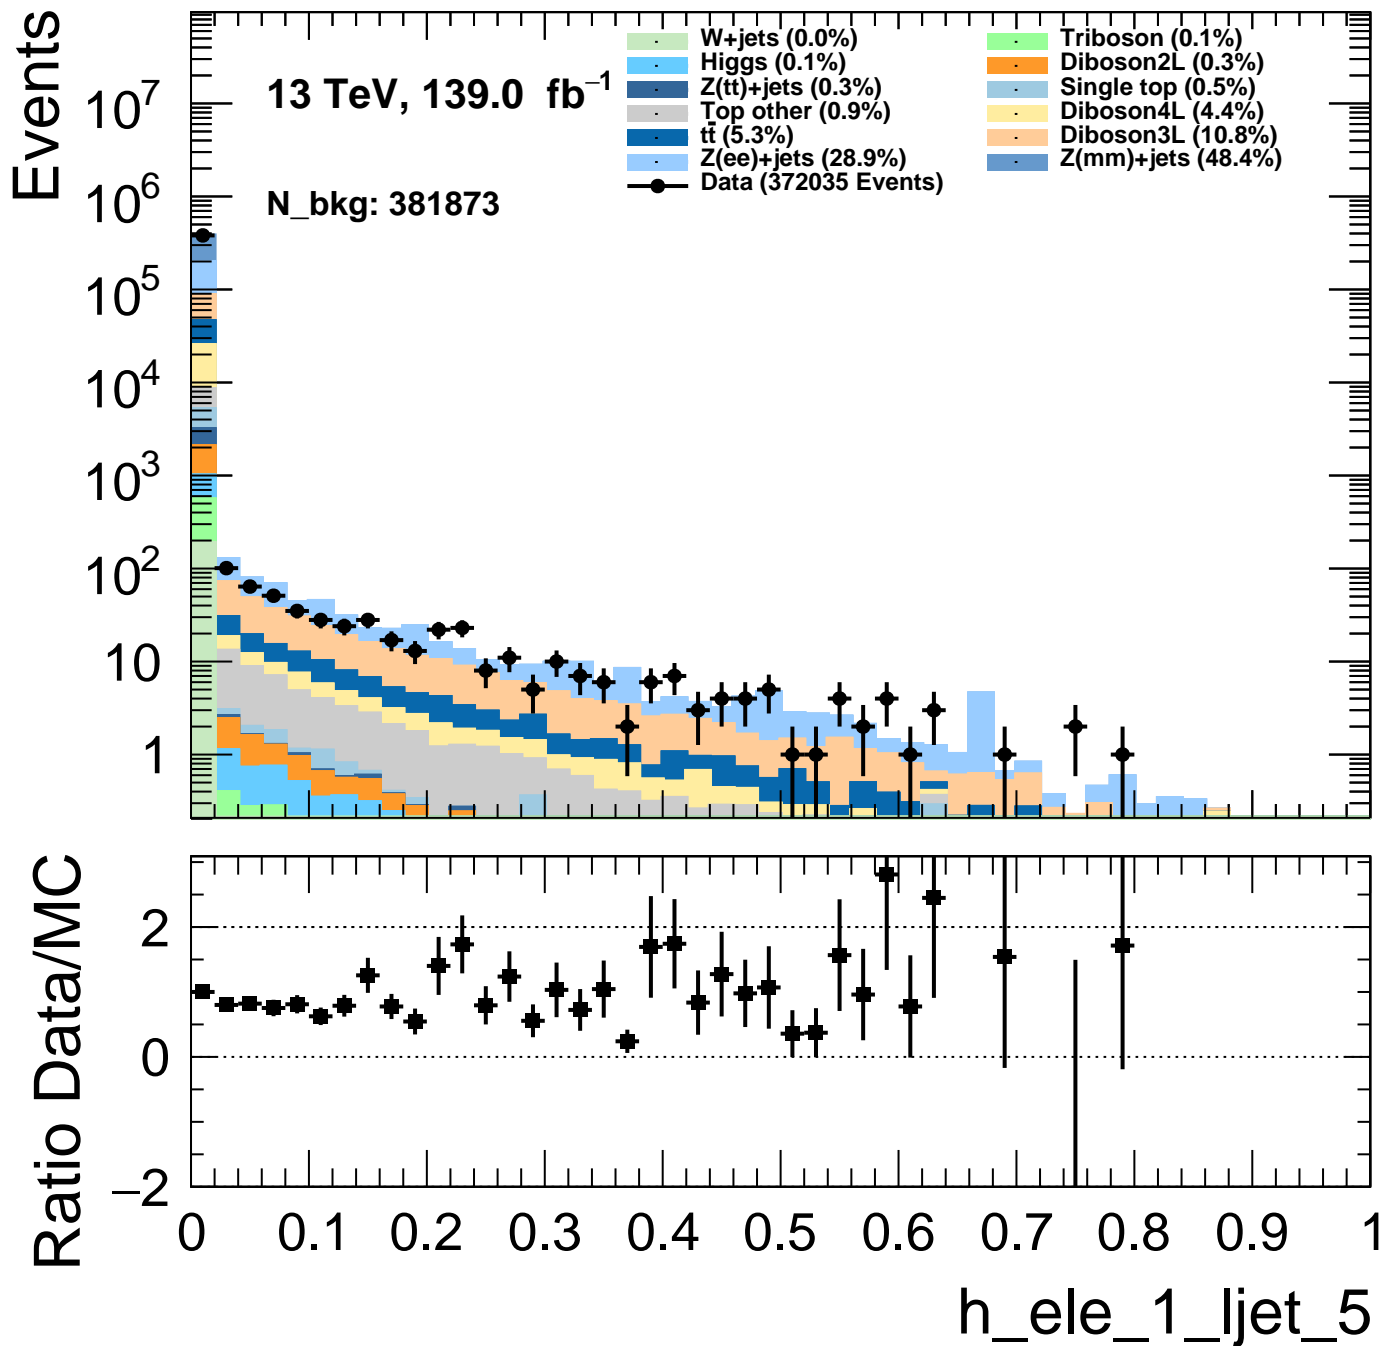 Events
10⁷
10⁶
10⁵
10⁴
10³
10²
10
1
13 TeV, 139.0 fb⁻¹
N_bkg: 381873
W+jets (0.0%)
Higgs (0.1%)
Z(tt)+jets (0.3%)
Top other (0.9%)
tt̄ (5.3%)
Z(ee)+jets (28.9%)
Data (372035 Events)
Triboson (0.1%)
Diboson2L (0.3%)
Single top (0.5%)
Diboson4L (4.4%)
Diboson3L (10.8%)
Z(mm)+jets (48.4%)
Ratio Data/MC
2
0
−2
0 0.1 0.2 0.3 0.4 0.5 0.6 0.7 0.8 0.9 1
h_ele_1_ljet_5